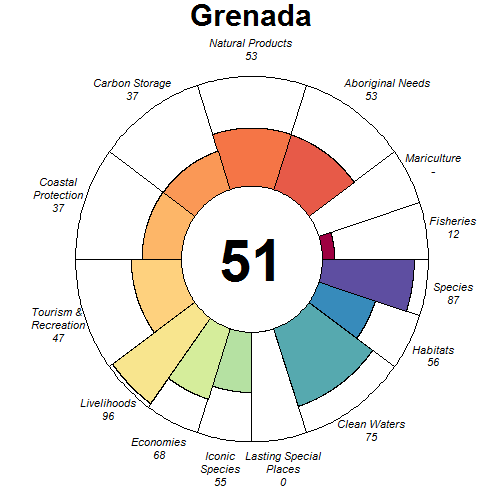 Grenada
Natural Products
53
Carbon Storage
37
Aboriginal Needs
53
Mariculture
-
Coastal
Protection
37
Fisheries
12
51
Species
87
Tourism &
Recreation
47
Habitats
56
Livelihoods
96
Clean Waters
75
Economies
68
Iconic
Species
55
Lasting Special
Places
0